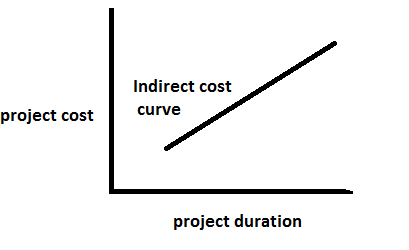 Indirect cost
curve
project cost
project duration